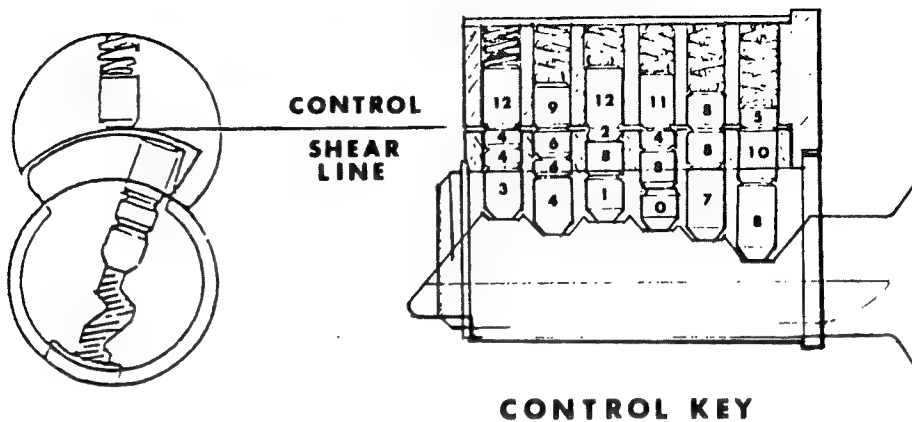 CONTROL
SHEAR
LINE
12 9 12 11 8 5
4 6 2 4 8 10
4 6 8 8
3 4 1 0 7 8
CONTROL KEY